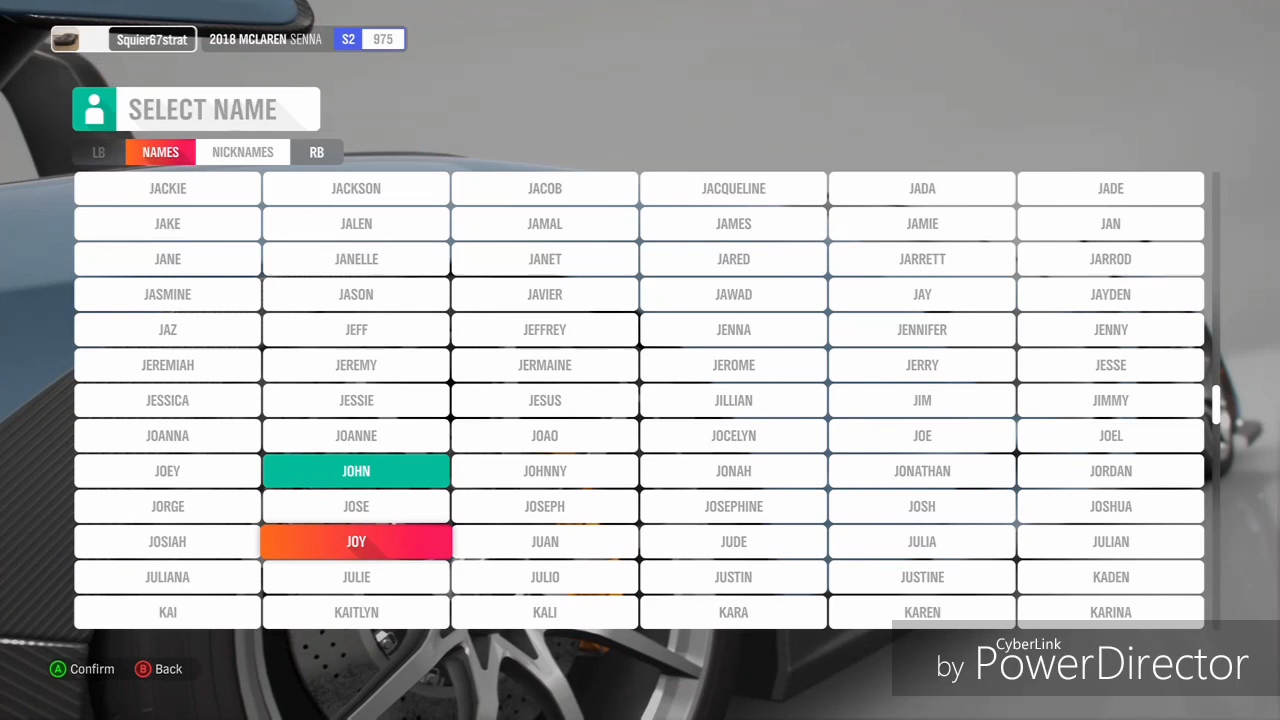 Squier67strat 2018 MCLAREN SENNA S2 975
SELECT NAME
LB NAMES NICKNAMES RB
JACKIE JACKSON JACOB JACQUELINE JADA JADE
JAKE JALEN JAMAL JAMES JAMIE JAN
JANE JANELLE JANET JARED JARRETT JARROD
JASMINE JASON JAVIER JAWAD JAY JAYDEN
JAZ JEFF JEFFREY JENNA JENNIFER JENNY
JEREMIAH JEREMY JERMAINE JEROME JERRY JESSE
JESSICA JESSIE JESUS JILLIAN JIM JIMMY
JOANNA JOANNE JOAO JOCELYN JOE JOEL
JOEY JOHN JOHNNY JONAH JONATHAN JORDAN
JORGE JOSE JOSEPH JOSEPHINE JOSH JOSHUA
JOSIAH JOY JUAN JUDE JULIA JULIAN
JULIANA JULIE JULIO JUSTIN JUSTINE KADEN
KAI KAITLYN KALI KARA KAREN KARINA
A Confirm B Back
CyberLink
by PowerDirector